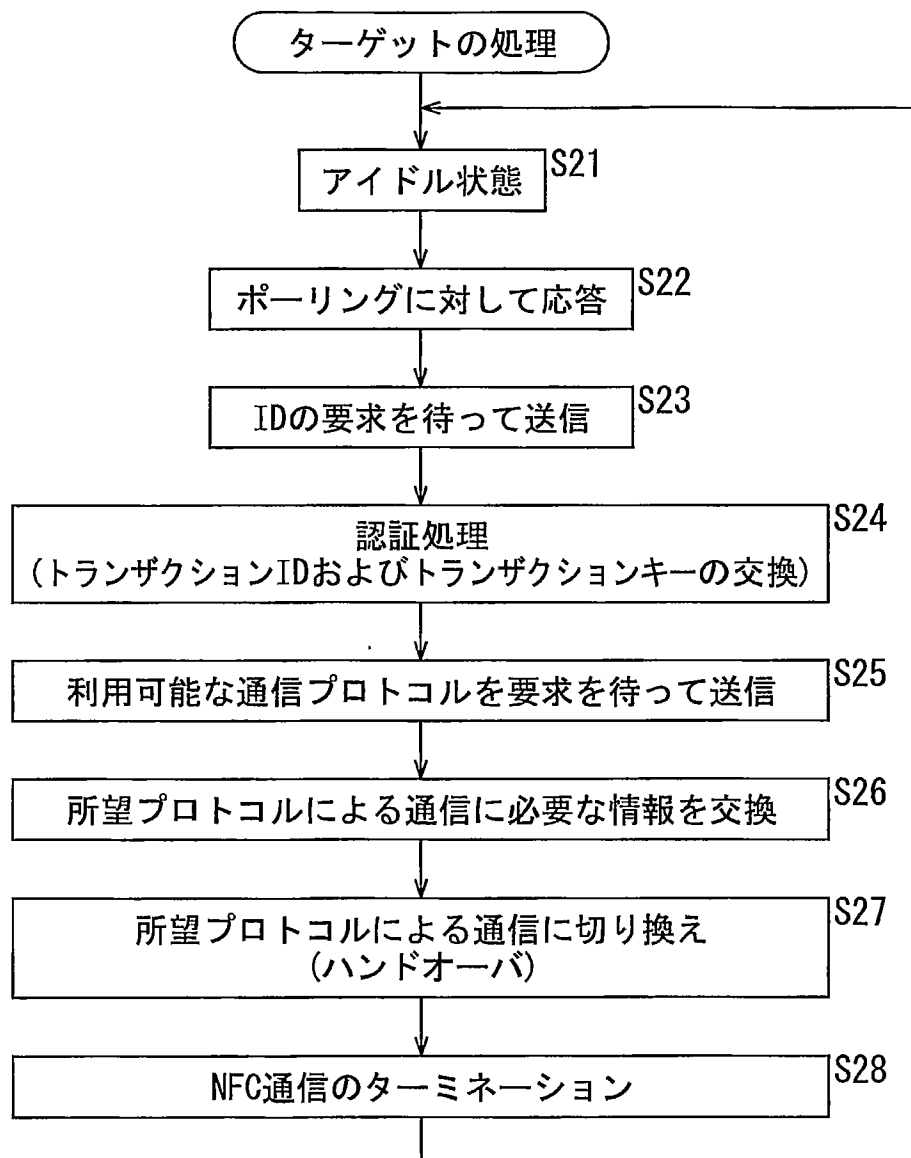 ターゲットの処理
アイドル状態
S21
ポーリングに対して応答
S22
IDの要求を待って送信
S23
認証処理
(トランザクションIDおよびトランザクションキーの交換)
S24
利用可能な通信プロトコルを要求を待って送信
S25
所望プロトコルによる通信に必要な情報を交換
S26
所望プロトコルによる通信に切り換え
(ハンドオーバ)
S27
NFC通信のターミネーション
S28